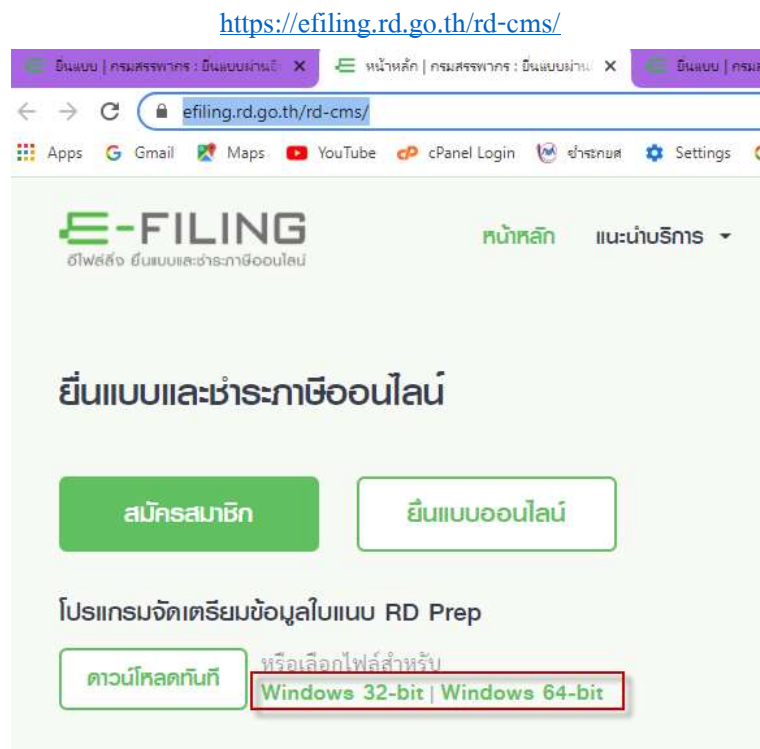 https://efiling.rd.go.th/rd-cms/
ยื่นแบบ | กรมสรรพากร : ยื่นแบบผ่านอิ
หน้าหลัก | กรมสรรพากร : ยื่นแบบผ่าน
ยื่นแบบ | กรมส
efiling.rd.go.th/rd-cms/
Apps Gmail Maps YouTube cPanel Login ชำระกยศ Settings
E-FILING
อีไฟล์ลิ่ง ยื่นแบบและชำระภาษีออนไลน์
หน้าหลัก แนะนำบริการ
ยื่นแบบและชำระภาษีออนไลน์
สมัครสมาชิก ยื่นแบบออนไลน์
โปรแกรมจัดเตรียมข้อมูลใบแนบ RD Prep
ดาวน์โหลดทันที
หรือเลือกไฟล์สำหรับ
Windows 32-bit | Windows 64-bit